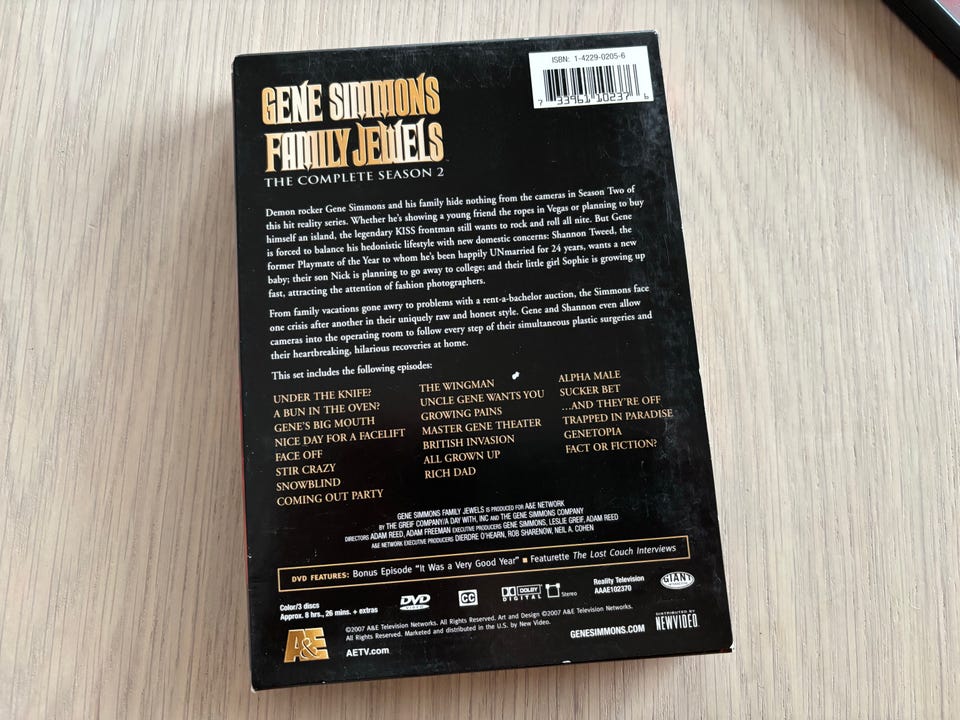 ISBN: 1-4229-0205-6
7 33961 10237 6
GENE SIMMONS
FAMILY JEWELS
THE COMPLETE SEASON 2
Demon rocker Gene Simmons and his family hide nothing from the cameras in Season Two of
this hit reality series. Whether he's showing a young friend the ropes in Vegas or planning to buy
himself an island, the legendary KISS frontman still wants to rock and roll all nite. But Gene
is forced to balance his hedonistic lifestyle with new domestic concerns: Shannon Tweed, the
former Playmate of the Year to whom he's been happily UNmarried for 24 years, wants a new
baby; their son Nick is planning to go away to college; and their little girl Sophie is growing up
fast, attracting the attention of fashion photographers.
From family vacations gone awry to problems with a rent-a-bachelor auction, the Simmons face
one crisis after another in their uniquely raw and honest style. Gene and Shannon even allow
cameras into the operating room to follow every step of their simultaneous plastic surgeries and
their heartbreaking, hilarious recoveries at home.
This set includes the following episodes:
UNDER THE KNIFE?
A BUN IN THE OVEN?
GENE'S BIG MOUTH
NICE DAY FOR A FACELIFT
FACE OFF
STIR CRAZY
SNOWBLIND
COMING OUT PARTY
THE WINGMAN
UNCLE GENE WANTS YOU
GROWING PAINS
MASTER GENE THEATER
BRITISH INVASION
ALL GROWN UP
RICH DAD
ALPHA MALE
SUCKER BET
...AND THEY'RE OFF
TRAPPED IN PARADISE
GENETOPIA
FACT OR FICTION?
GENE SIMMONS FAMILY JEWELS IS PRODUCED FOR A&E NETWORK
BY THE GREIF COMPANY/A DAY WITH, INC AND THE GENE SIMMONS COMPANY
DIRECTORS ADAM REED, ADAM FREEMAN EXECUTIVE PRODUCERS GENE SIMMONS, LESLIE GREIF, ADAM REED
A&E NETWORK EXECUTIVE PRODUCERS DIERDRE O'HEARN, ROB SHARENOW, NEIL A. COHEN
DVD FEATURES: Bonus Episode "It Was a Very Good Year" ■ Featurette The Lost Couch Interviews
Color/3 discs
Approx. 8 hrs., 26 mins. + extras
DVD VIDEO
CC
DOLBY DIGITAL
Stereo
Reality Television
AAAE102370
GIANT
©2007 A&E Television Networks. All Rights Reserved. Art and Design ©2007 A&E Television Networks.
All Rights Reserved. Marketed and distributed in the U.S. by New Video.
A&E
AETV.com
GENESIMMONS.COM
DISTRIBUTED BY
NEWVIDEO